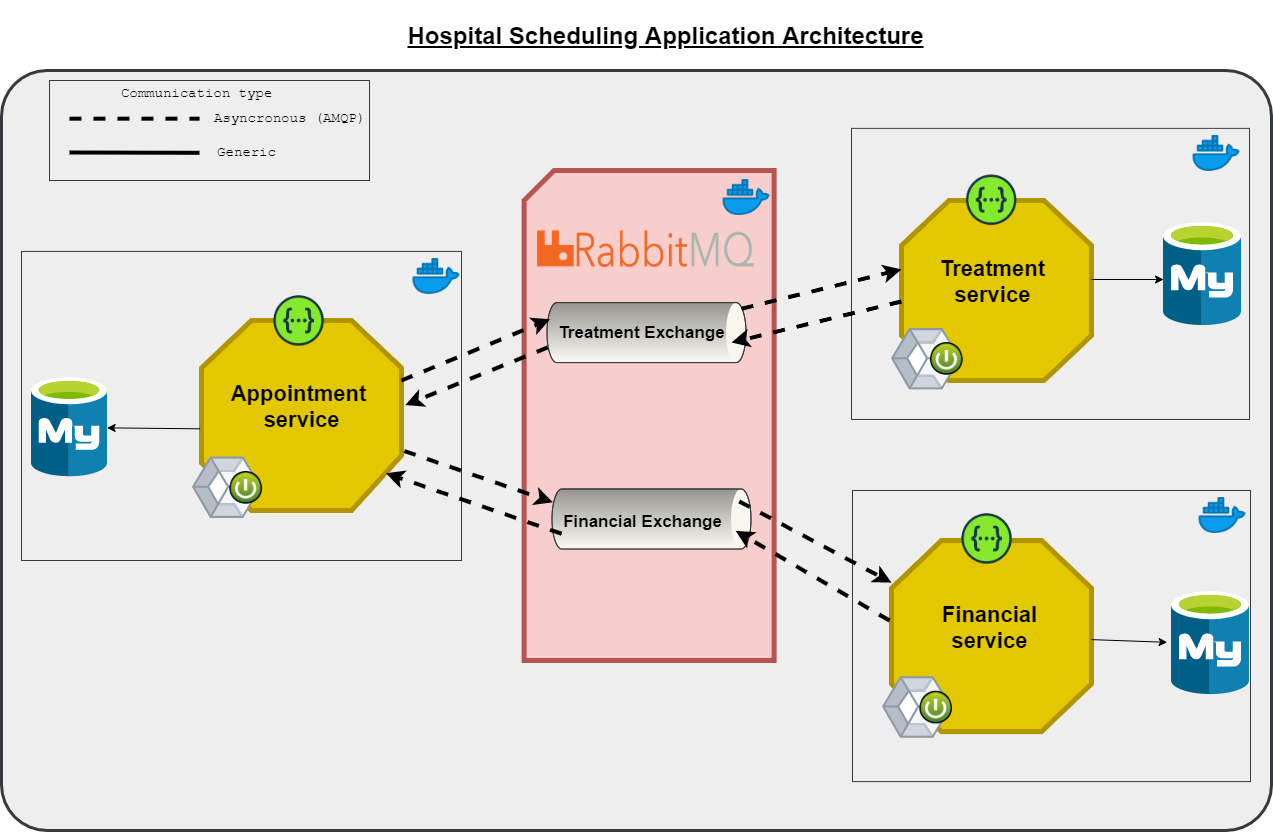 Hospital Scheduling Application Architecture
Communication type
Asyncronous (AMQP)
Generic
RabbitMQ
Treatment Exchange
Financial Exchange
My
{···}
Appointment
service
{···}
Treatment
service
My
{···}
Financial
service
My